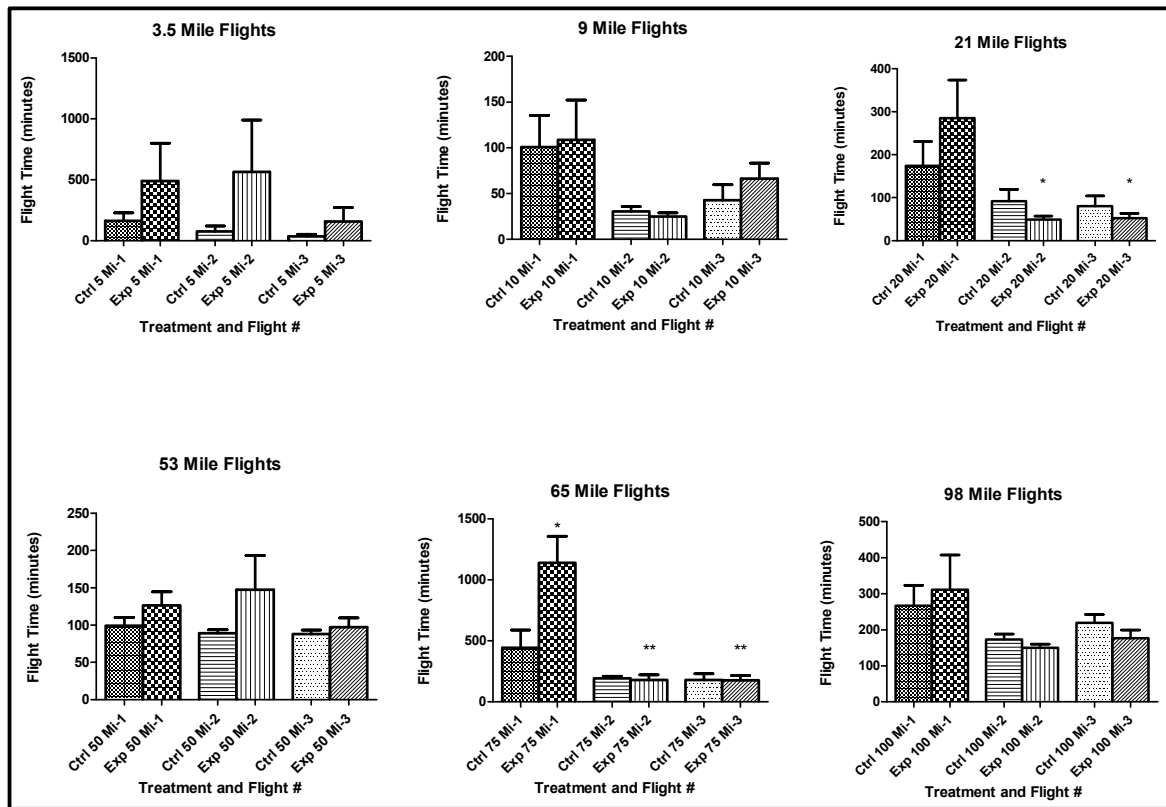 3.5 Mile Flights
Flight Time (minutes)
1500
1000
500
0
Ctrl 5 Mi-1
Exp 5 Mi-1
Ctrl 5 Mi-2
Exp 5 Mi-2
Ctrl 5 Mi-3
Exp 5 Mi-3
Treatment and Flight #
9 Mile Flights
Flight Time (minutes)
200
150
100
50
0
Ctrl 10 Mi-1
Exp 10 Mi-1
Ctrl 10 Mi-2
Exp 10 Mi-2
Ctrl 10 Mi-3
Exp 10 Mi-3
Treatment and Flight #
21 Mile Flights
Flight Time (minutes)
400
300
200
100
0
*
*
Ctrl 20 Mi-1
Exp 20 Mi-1
Ctrl 20 Mi-2
Exp 20 Mi-2
Ctrl 20 Mi-3
Exp 20 Mi-3
Treatment and Flight #
53 Mile Flights
Flight Time (minutes)
250
200
150
100
50
0
Ctrl 50 Mi-1
Exp 50 Mi-1
Ctrl 50 Mi-2
Exp 50 Mi-2
Ctrl 50 Mi-3
Exp 50 Mi-3
Treatment and Flight #
65 Mile Flights
Flight Time (minutes)
1500
1000
500
0
*
**
**
Ctrl 75 Mi-1
Exp 75 Mi-1
Ctrl 75 Mi-2
Exp 75 Mi-2
Ctrl 75 Mi-3
Exp 75 Mi-3
Treatment and Flight #
98 Mile Flights
Flight Time (minutes)
500
400
300
200
100
0
Ctrl 100 Mi-1
Exp 100 Mi-1
Ctrl 100 Mi-2
Exp 100 Mi-2
Ctrl 100 Mi-3
Exp 100 Mi-3
Treatment and Flight #